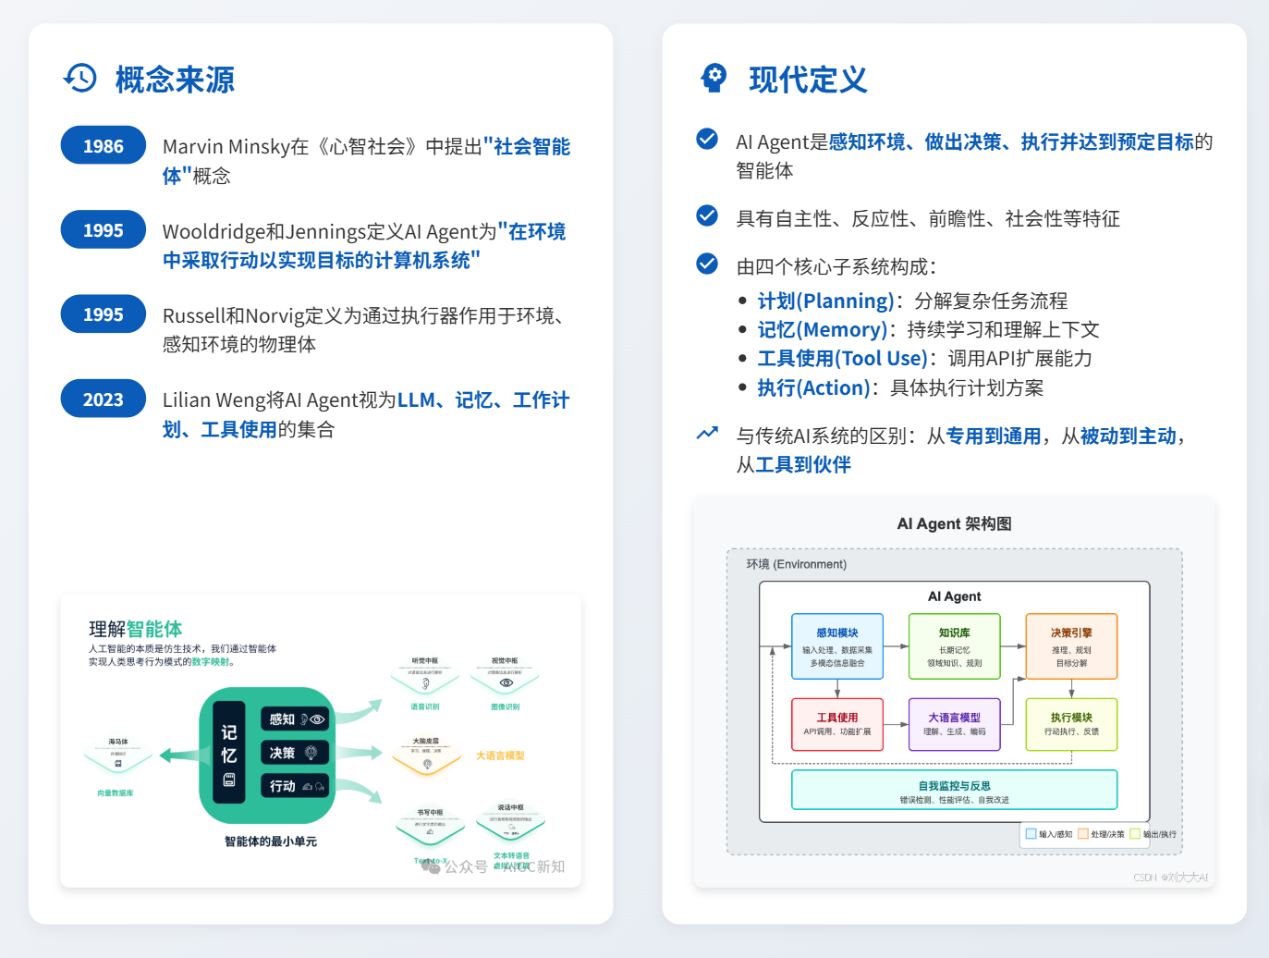 概念来源
1986
Marvin Minsky在《心智社会》中提出"社会智能
体"概念
1995
Wooldridge和Jennings定义AI Agent为"在环境
中采取行动以实现目标的计算机系统"
1995
Russell和Norvig定义为通过执行器作用于环境、
感知环境的物理体
2023
Lilian Weng将AI Agent视为LLM、记忆、工作计
划、工具使用的集合
理解智能体
人工智能的本质是仿生技术，我们通过智能体
实现人类思考行为模式的数字映射。
听觉中枢
语音识别
视觉中枢
图像识别
海马体
向量数据库
记忆
感知
决策
行动
大脑皮层
大语言模型
书写中枢
说话中枢
文本转语音
智能体的最小单元
公众号 · AIGC新知
现代定义
AI Agent是感知环境、做出决策、执行并达到预定目标的
智能体
具有自主性、反应性、前瞻性、社会性等特征
由四个核心子系统构成：
• 计划(Planning)：分解复杂任务流程
• 记忆(Memory)：持续学习和理解上下文
• 工具使用(Tool Use)：调用API扩展能力
• 执行(Action)：具体执行计划方案
与传统AI系统的区别：从专用到通用，从被动到主动，
从工具到伙伴
AI Agent 架构图
环境 (Environment)
AI Agent
感知模块
输入处理、数据采集
多模态信息融合
知识库
长期记忆
领域知识、规则
决策引擎
推理、规划
目标分解
工具使用
API调用、功能扩展
大语言模型
理解、生成、编码
执行模块
行动执行、反馈
自我监控与反思
错误检测、性能评估、自我改进
输入/感知
处理/决策
输出/执行
CSDN @刘大大AI